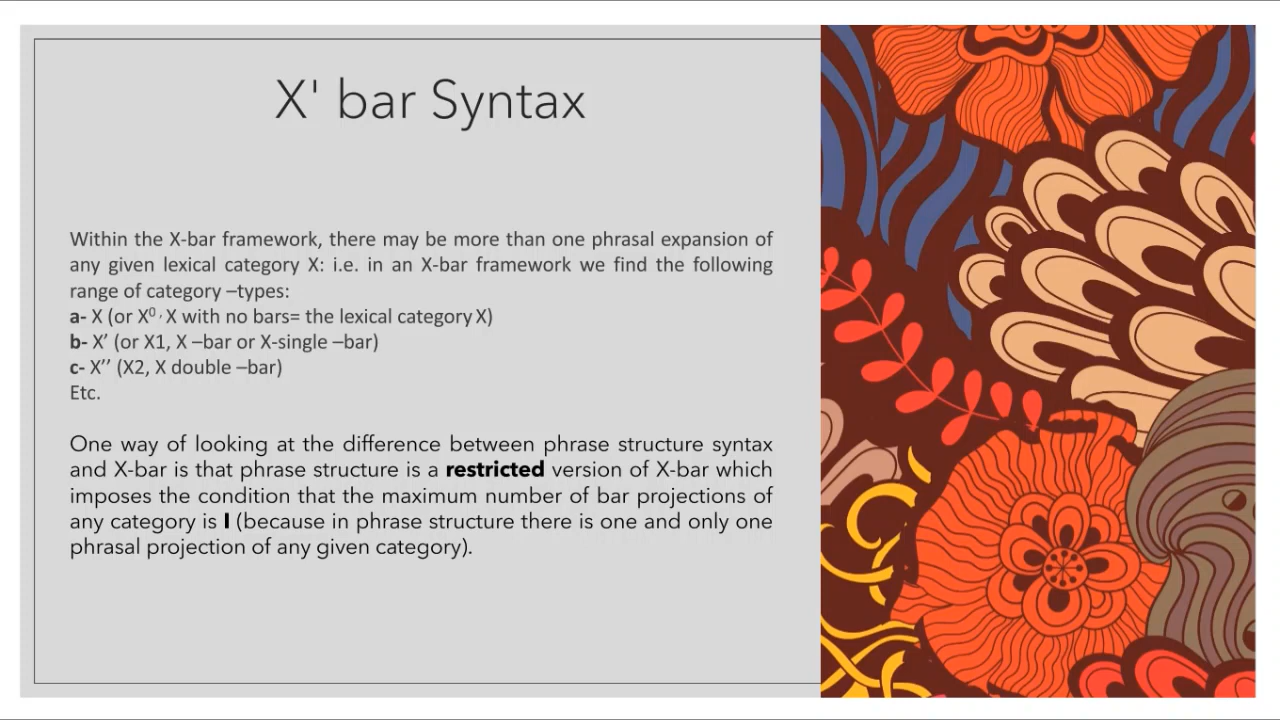 X' bar Syntax
Within the X-bar framework, there may be more than one phrasal expansion of
any given lexical category X: i.e. in an X-bar framework we find the following
range of category –types:
a- X (or X⁰ , X with no bars= the lexical category X)
b- X’ (or X1, X –bar or X-single –bar)
c- X’’ (X2, X double –bar)
Etc.
One way of looking at the difference between phrase structure syntax
and X-bar is that phrase structure is a restricted version of X-bar which
imposes the condition that the maximum number of bar projections of
any category is I (because in phrase structure there is one and only one
phrasal projection of any given category).